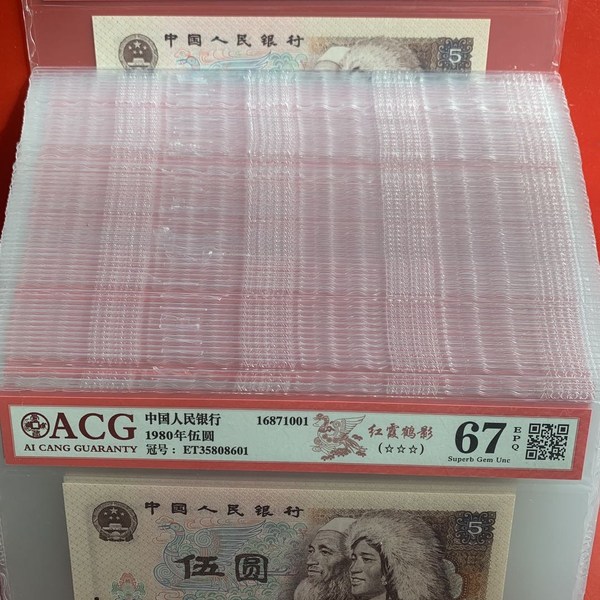 中国人民银行
5
ACG
AI CANG GUARANTY
中国人民银行
1980年伍圆
冠号：ET35808601
16871001
红霞鹤影
(☆☆☆)
67
EPQ
Superb Gem Unc
中国人民银行
伍圆
5